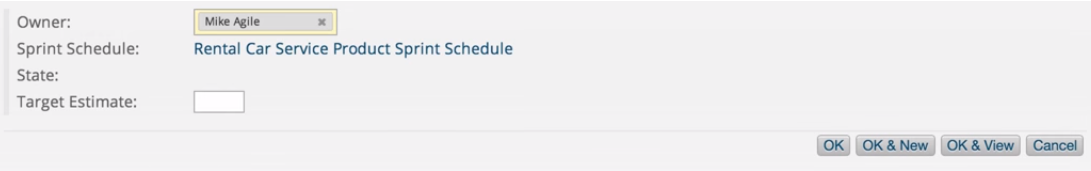 Owner: Mike Agile
Sprint Schedule: Rental Car Service Product Sprint Schedule
State:
Target Estimate:
OK OK & New OK & View Cancel